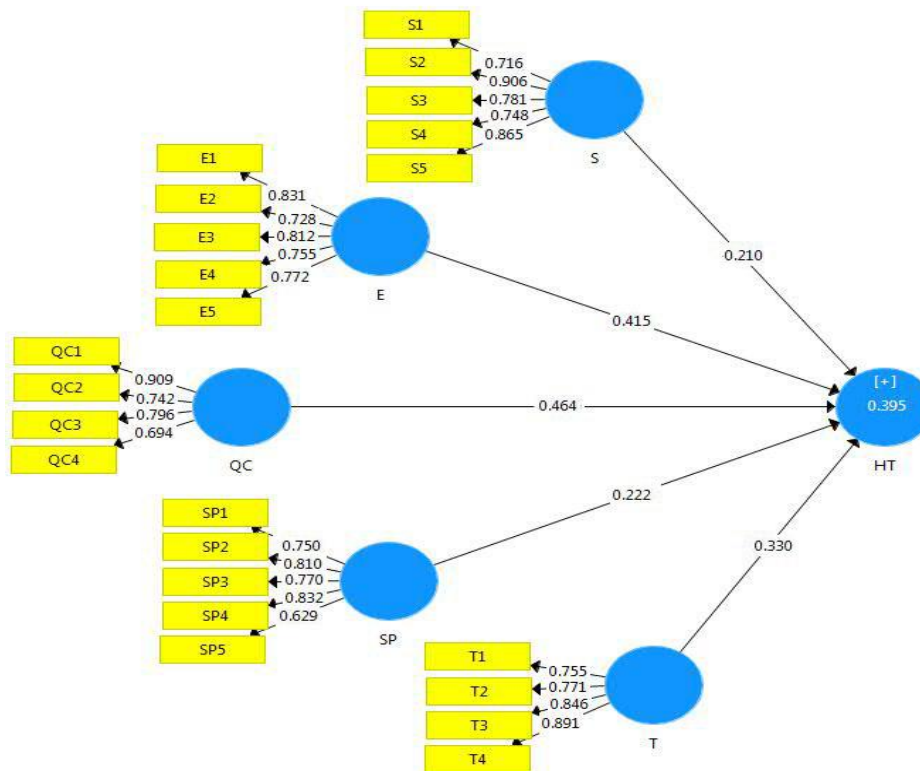 S1
S2
S3
S4
S5
0.716
0.906
0.781
0.748
0.865
S
E1
E2
E3
E4
E5
0.831
0.728
0.812
0.755
0.772
E
0.210
0.415
QC1
QC2
QC3
QC4
0.909
0.742
0.796
0.694
QC
0.464
[+]
0.395
HT
SP1
SP2
SP3
SP4
SP5
0.750
0.810
0.770
0.832
0.629
SP
0.222
0.330
T1
T2
T3
T4
0.755
0.771
0.846
0.891
T